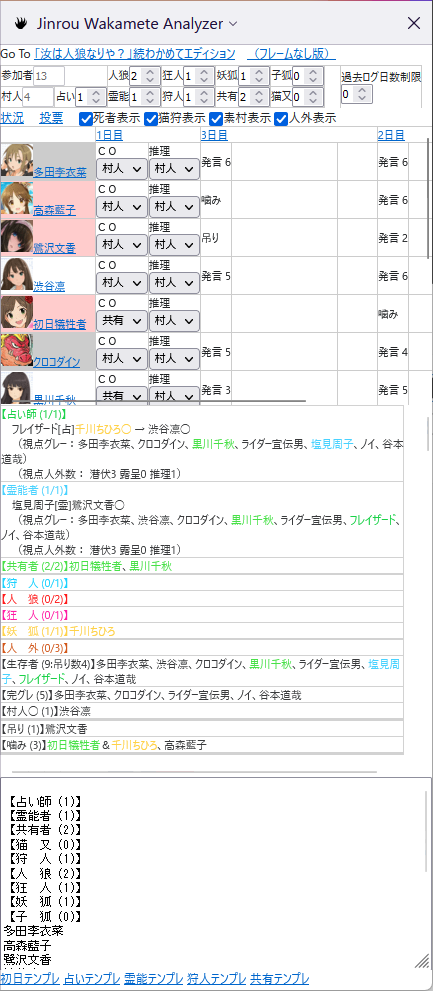 Jinrou Wakamete Analyzer
Go To 「汝は人狼なりや？」続わかめてエディション （フレームなし版）
参加者 13 人狼 2 狂人 1 妖狐 1 子狐 0 過去ログ日数制限
村人 4 占い 1 霊能 1 狩人 1 共有 2 猫又 0 0
状況 投票 死者表示 猫狩表示 素村表示 人外表示
1日目 3日目 2日目
多田李衣菜 ＣＯ 村人 推理 村人 発言 6 発言 6
高森藍子 ＣＯ 村人 推理 村人 噛み 発言 6
鷺沢文香 ＣＯ 村人 推理 村人 吊り 発言 2
渋谷凛 ＣＯ 村人 推理 村人 発言 5 発言 6
初日犠牲者 ＣＯ 共有 推理 村人 噛み
クロコダイン ＣＯ 村人 推理 村人 発言 5 発言 4
黒川千秋 ＣＯ 共有 推理 村人 発言 3 発言 5
【占い師 (1/1)】
フレイザード[占]千川ちひろ○ → 渋谷凛○
（視点グレー：多田李衣菜、クロコダイン、黒川千秋、ライダー宣伝男、塩見周子、ノイ、谷本
道哉）
（視点人外数： 潜伏3 露呈0 推理1）
【霊能者 (1/1)】
塩見周子[霊]鷺沢文香○
（視点グレー：多田李衣菜、渋谷凛、クロコダイン、黒川千秋、ライダー宣伝男、フレイザード、
ノイ、谷本道哉）
（視点人外数： 潜伏3 露呈0 推理1）
【共有者 (2/2)】初日犠牲者、黒川千秋
【狩　人 (0/1)】
【人　狼 (0/2)】
【狂　人 (0/1)】
【妖　狐 (1/1)】千川ちひろ
【人　外 (0/3)】
【生存者 (9:吊り数4)】多田李衣菜、渋谷凛、クロコダイン、黒川千秋、ライダー宣伝男、塩見周
子、フレイザード、ノイ、谷本道哉
【完グレ (5)】多田李衣菜、クロコダイン、ライダー宣伝男、ノイ、谷本道哉
【村人○ (1)】渋谷凛
【吊り (1)】鷺沢文香
【噛み (3)】初日犠牲者 & 千川ちひろ、高森藍子
【占い師 (1)】
【霊能者 (1)】
【共有者 (2)】
【猫　又 (0)】
【狩　人 (1)】
【人　狼 (2)】
【狂　人 (1)】
【妖　狐 (1)】
【子　狐 (0)】
多田李衣菜
高森藍子
鷺沢文香
初日テンプレ 占いテンプレ 霊能テンプレ 狩人テンプレ 共有テンプレ